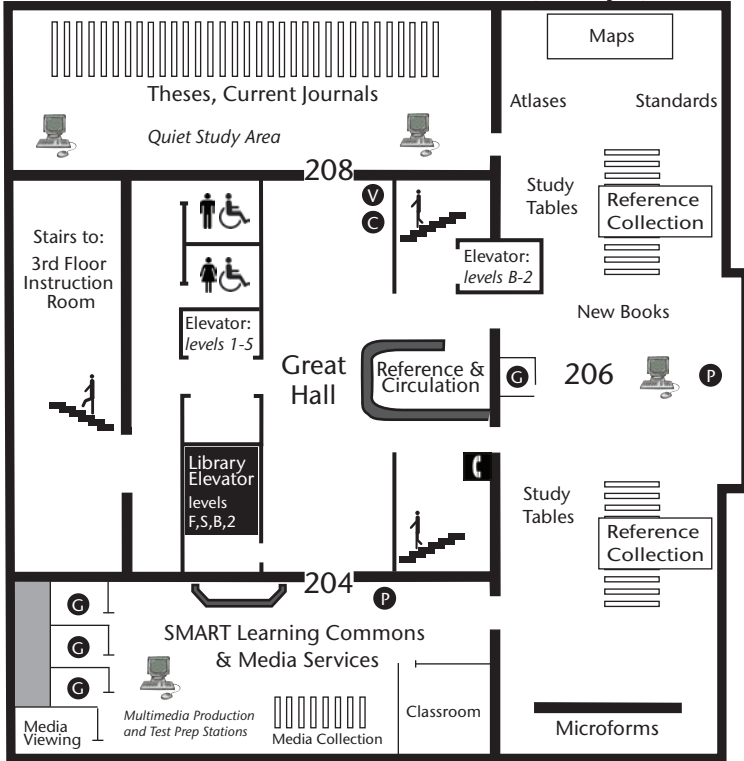 Maps
Theses, Current Journals
Atlases
Standards
Quiet Study Area
208
V
C
Study
Tables
Reference
Collection
Stairs to:
3rd Floor
Instruction
Room
Elevator:
levels B-2
Elevator:
levels 1-5
New Books
Great
Hall
Reference &
Circulation
G
206
P
Library
Elevator
levels
F,S,B,2
Study
Tables
Reference
Collection
204
G
P
SMART Learning Commons
& Media Services
G
G
Media
Viewing
Multimedia Production
and Test Prep Stations
Media Collection
Classroom
Microforms